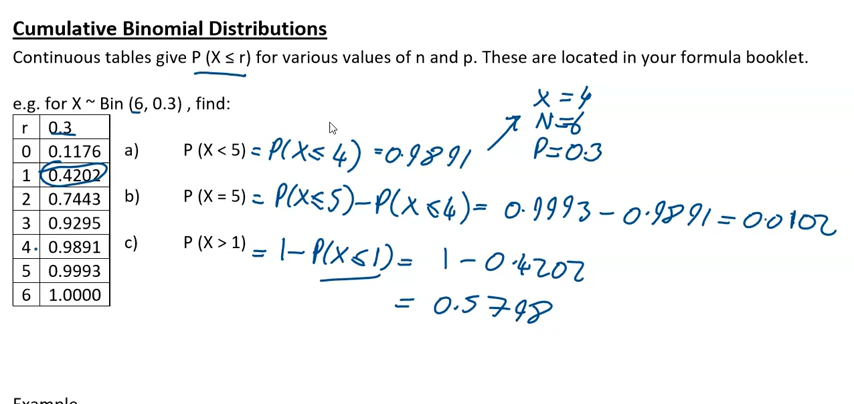 Cumulative Binomial Distributions
Continuous tables give P (X ≤ r) for various values of n and p. These are located in your formula booklet.
e.g. for X ~ Bin (6, 0.3) , find:
X = 4
N=6
P=0.3
r 0.3
0 0.1176
1 0.4202
2 0.7443
3 0.9295
4. 0.9891
5 0.9993
6 1.0000
a) P (X < 5) = P(X ≤ 4) = 0.9891
b) P (X = 5) = P(X ≤ 5) - P(X ≤ 4) = 0.9993 - 0.9891 = 0.0102
c) P (X > 1) = 1 - P(X ≤ 1) = 1 - 0.4202
= 0.5798